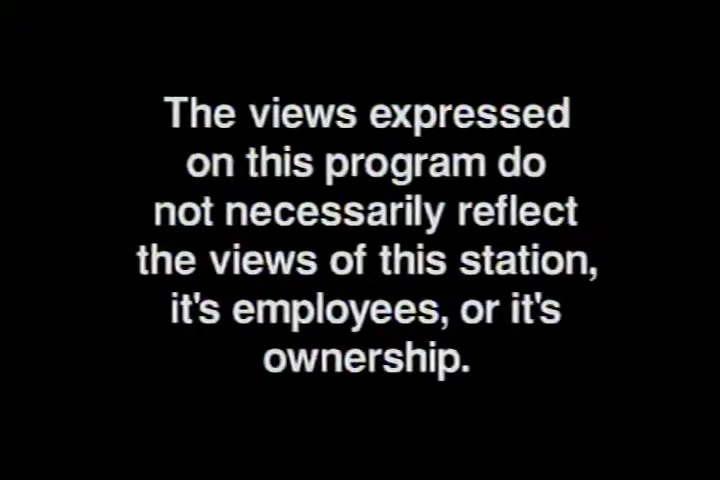 The views expressed
on this program do
not necessarily reflect
the views of this station,
it's employees, or it's
ownership.